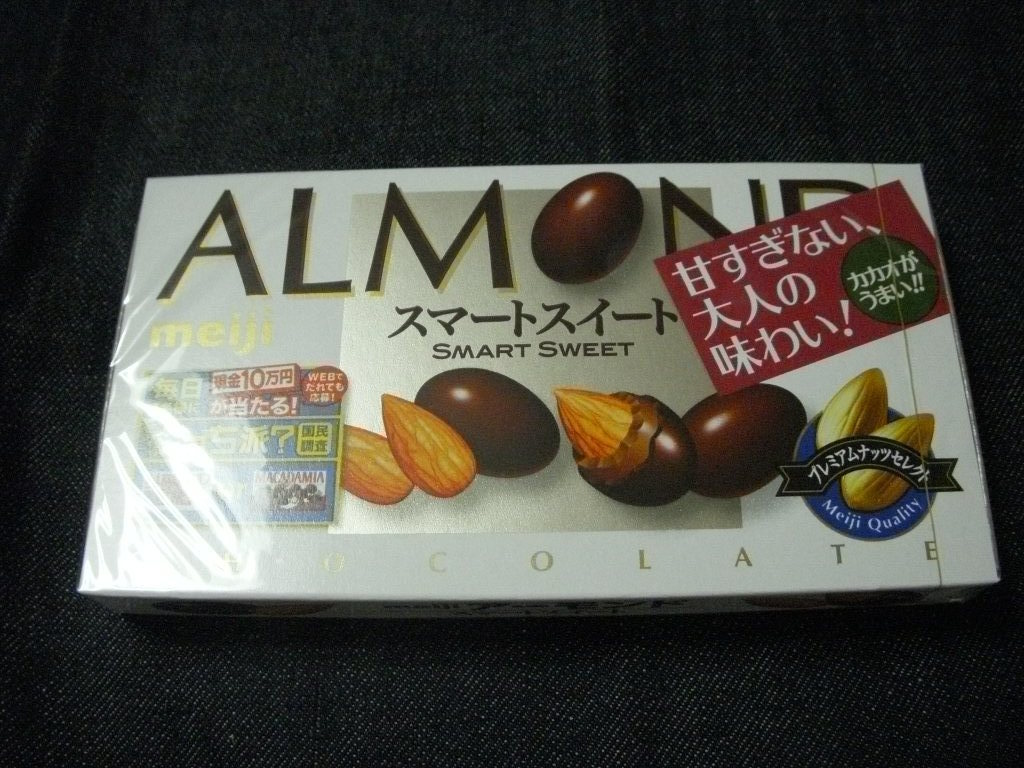 ALMOND
meiji
スマートスイート
SMART SWEET
甘すぎない、
大人の
味わい!
カカオが
うまい!!
毎日
現金10万円
が当たる!
WEBで
だれでも
応募!
ち派?
国民
調査
MACADAMIA
プレミアムナッツセレクト
Meiji Quality
CHOCOLATE